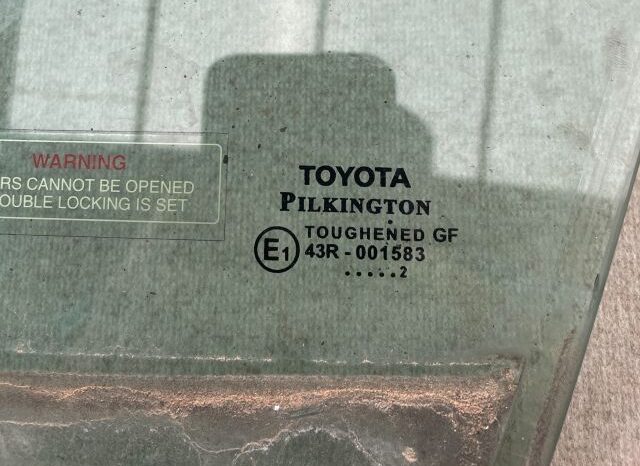 WARNING
RS CANNOT BE OPENED
OUBLE LOCKING IS SET
TOYOTA
PILKINGTON
TOUGHENED GF
E1
43R - 001583
.....2